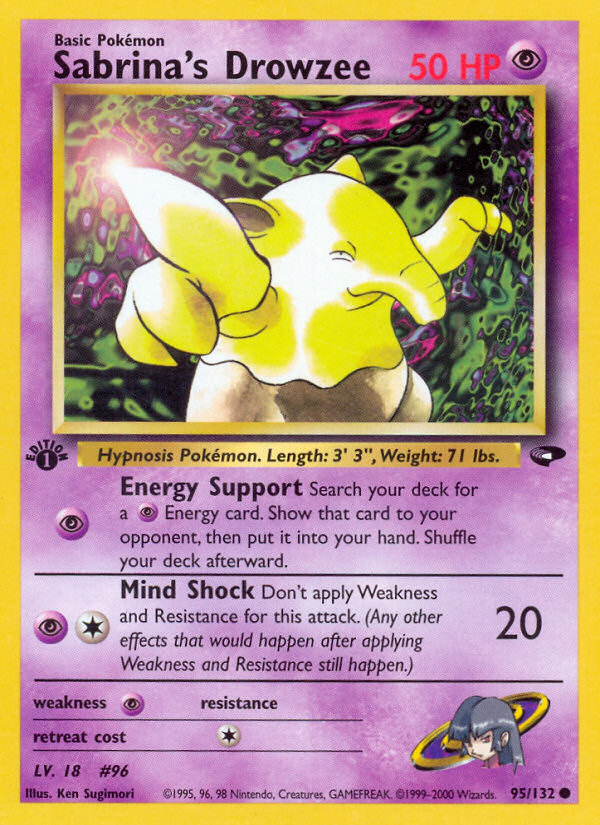 Basic Pokémon
Sabrina's Drowzee 50 HP
EDITION
1
Hypnosis Pokémon. Length: 3' 3", Weight: 71 lbs.
Energy Support Search your deck for
a Energy card. Show that card to your
opponent, then put it into your hand. Shuffle
your deck afterward.
Mind Shock Don't apply Weakness
and Resistance for this attack. (Any other
effects that would happen after applying
Weakness and Resistance still happen.)
20
weakness resistance
retreat cost
LV. 18 #96
Illus. Ken Sugimori ©1995, 96, 98 Nintendo, Creatures, GAMEFREAK. ©1999-2000 Wizards. 95/132